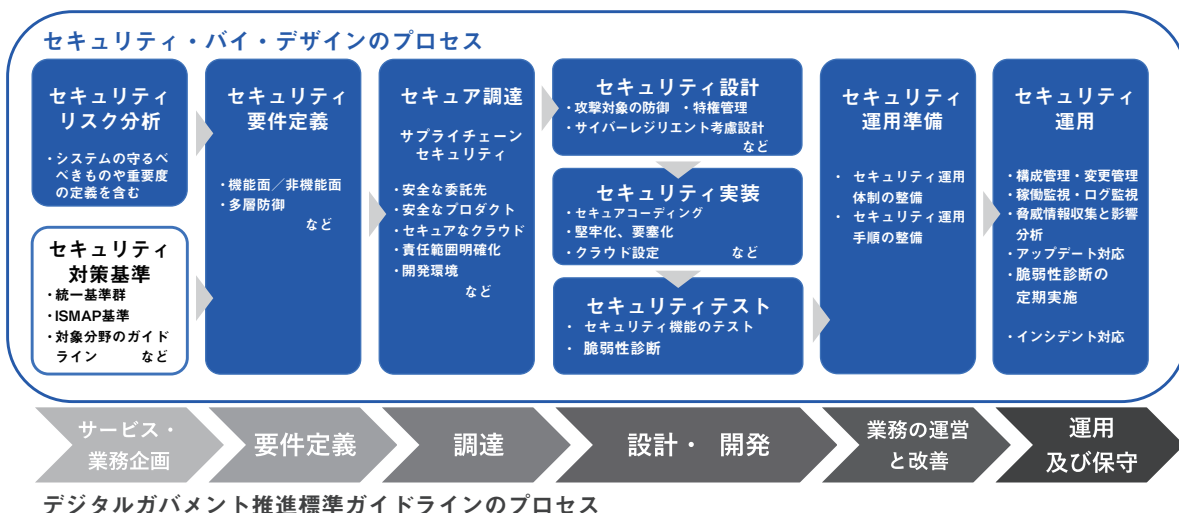 セキュリティ・バイ・デザインのプロセス
セキュリティ
リスク分析
・システムの守るべ
べきものや重要度
の定義を含む
セキュリティ
対策基準
・統一基準群
・ISMAP基準
・対象分野のガイド
ライン　など
セキュリティ
要件定義
・機能面／非機能面
・多層防御
など
セキュア調達
サプライチェーン
セキュリティ
・安全な委託先
・安全なプロダクト
・セキュアなクラウド
・責任範囲明確化
・開発環境
など
セキュリティ設計
・攻撃対象の防御　・特権管理
・サイバーレジリエント考慮設計
など
セキュリティ実装
・セキュアコーディング
・堅牢化、要塞化
・クラウド設定　など
セキュリティテスト
・ セキュリティ機能のテスト
・ 脆弱性診断
セキュリティ
運用準備
・ セキュリティ運用
体制の整備
・ セキュリティ運用
手順の整備
セキュリティ
運用
・構成管理・変更管理
・稼働監視・ログ監視
・脅威情報収集と影響
分析
・アップデート対応
・脆弱性診断の
定期実施
・インシデント対応
サービス・
業務企画
要件定義
調達
設計・ 開発
業務の運営
と改善
運用
及び保守
デジタルガバメント推進標準ガイドラインのプロセス